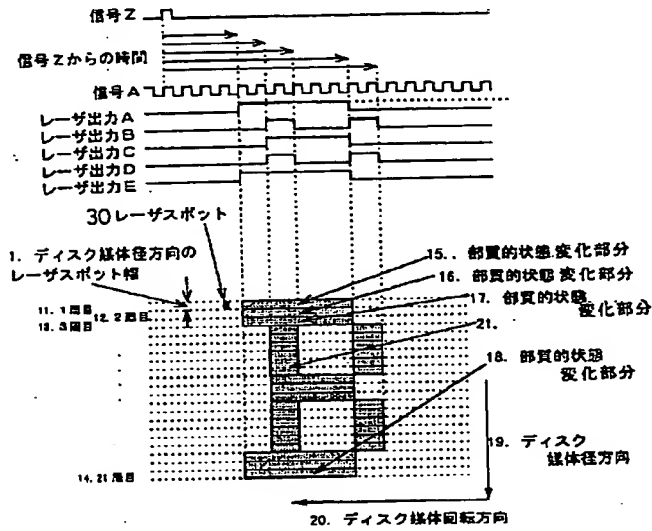 信号Z
信号Zからの時間
信号A
レーザ出力A
レーザ出力B
レーザ出力C
レーザ出力D
レーザ出力E
30レーザスポット
1. ディスク媒体径方向の
レーザスポット幅
11. 1周目
12. 2周目
13. 3周目
14. 21周目
15. . 部質的状態変化部分
16. 部質的状態変化部分
17. 部質的状態
変化部分
21.
18. 部質的状態
変化部分
19. ディスク
媒体径方向
20. ディスク媒体回転方向